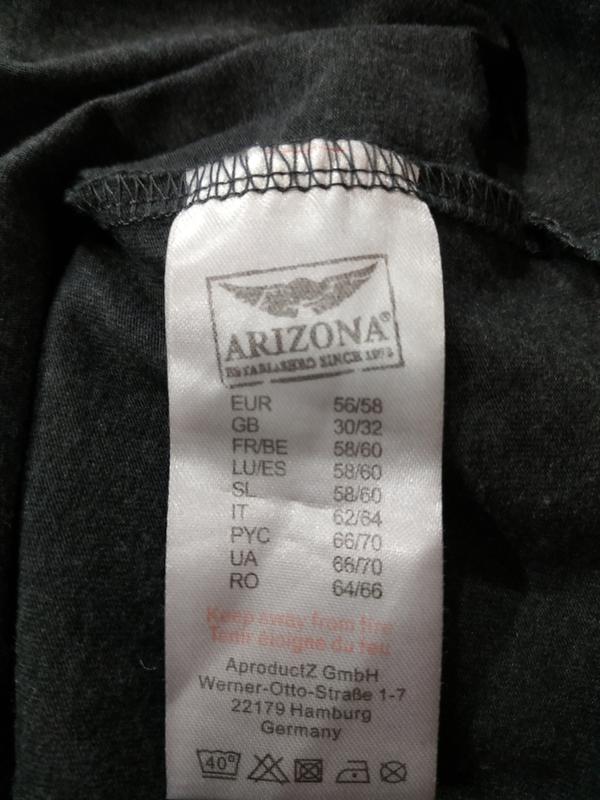 ARIZONA®
ESTABLISHED SINCE 1975
EUR 56/58
GB 30/32
FR/BE 58/60
LU/ES 58/60
SL 58/60
IT 62/64
PYC 66/70
UA 66/70
RO 64/66
Keep away from fire
Tenir éloigné du feu
AproductZ GmbH
Werner-Otto-Straße 1-7
22179 Hamburg
Germany
40°